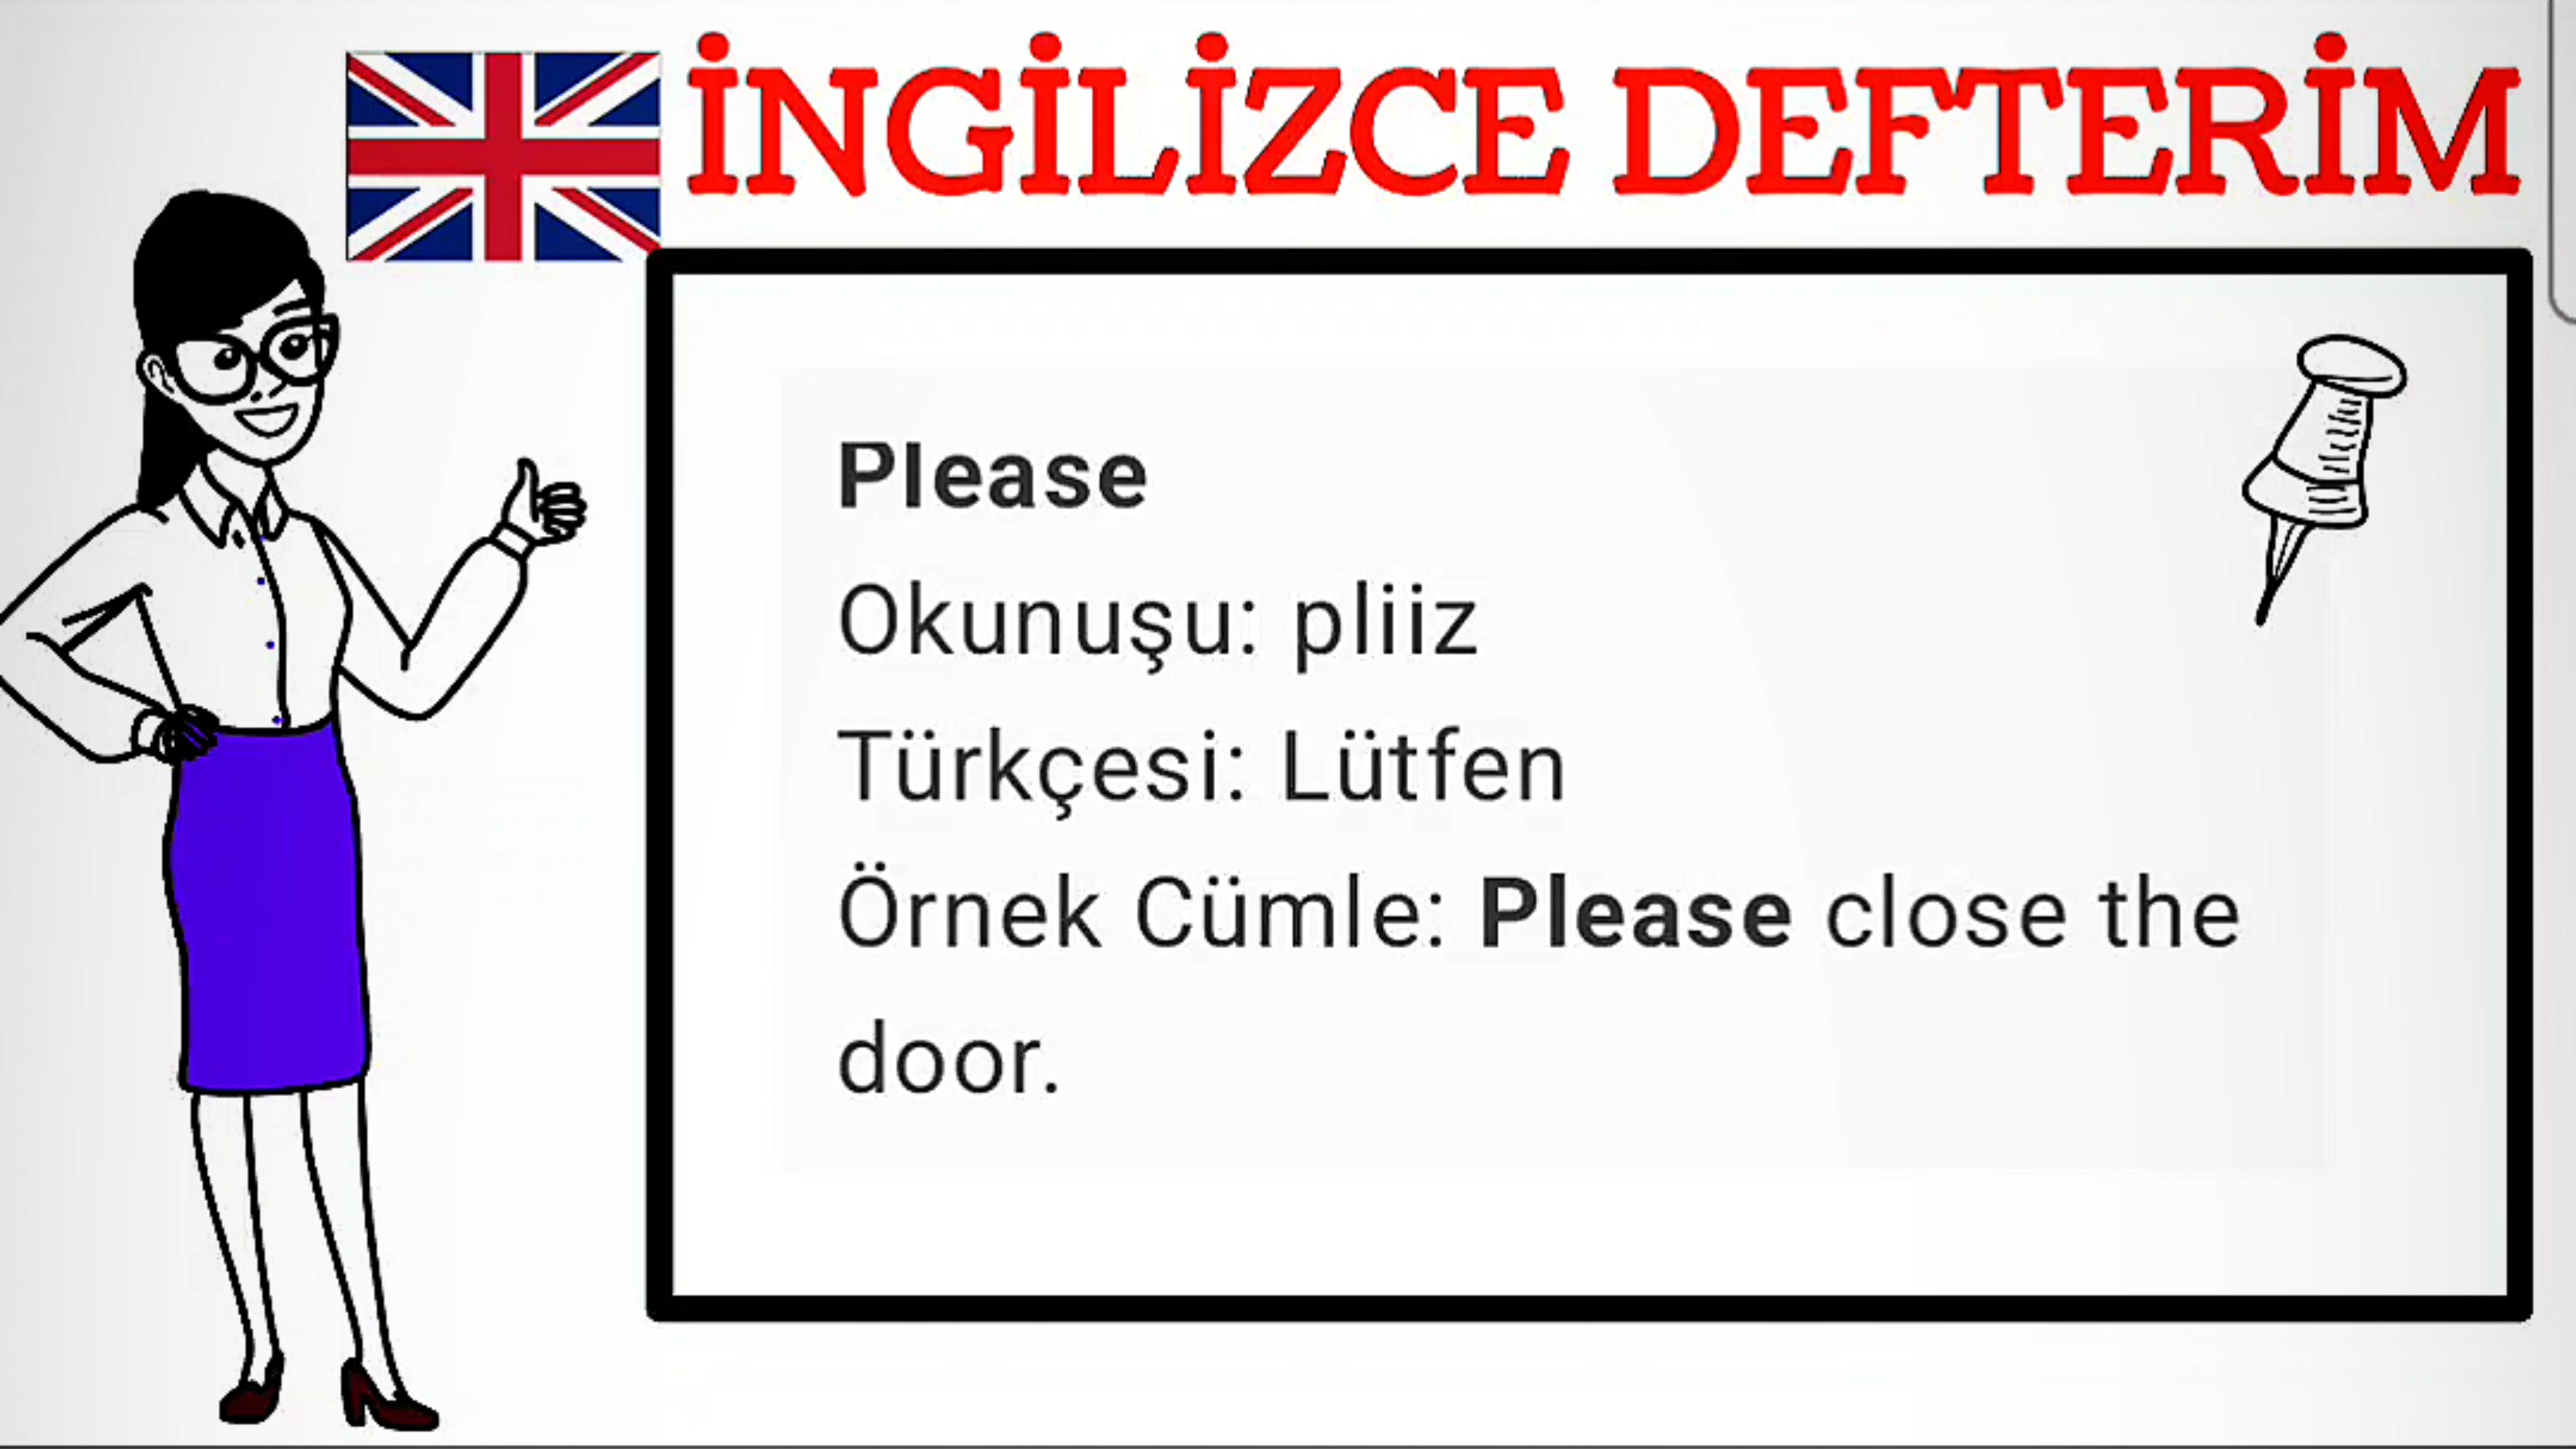 İNGİLİZCE DEFTERİM
Please
Okunuşu: pliiz
Türkçesi: Lütfen
Örnek Cümle: Please close the
door.